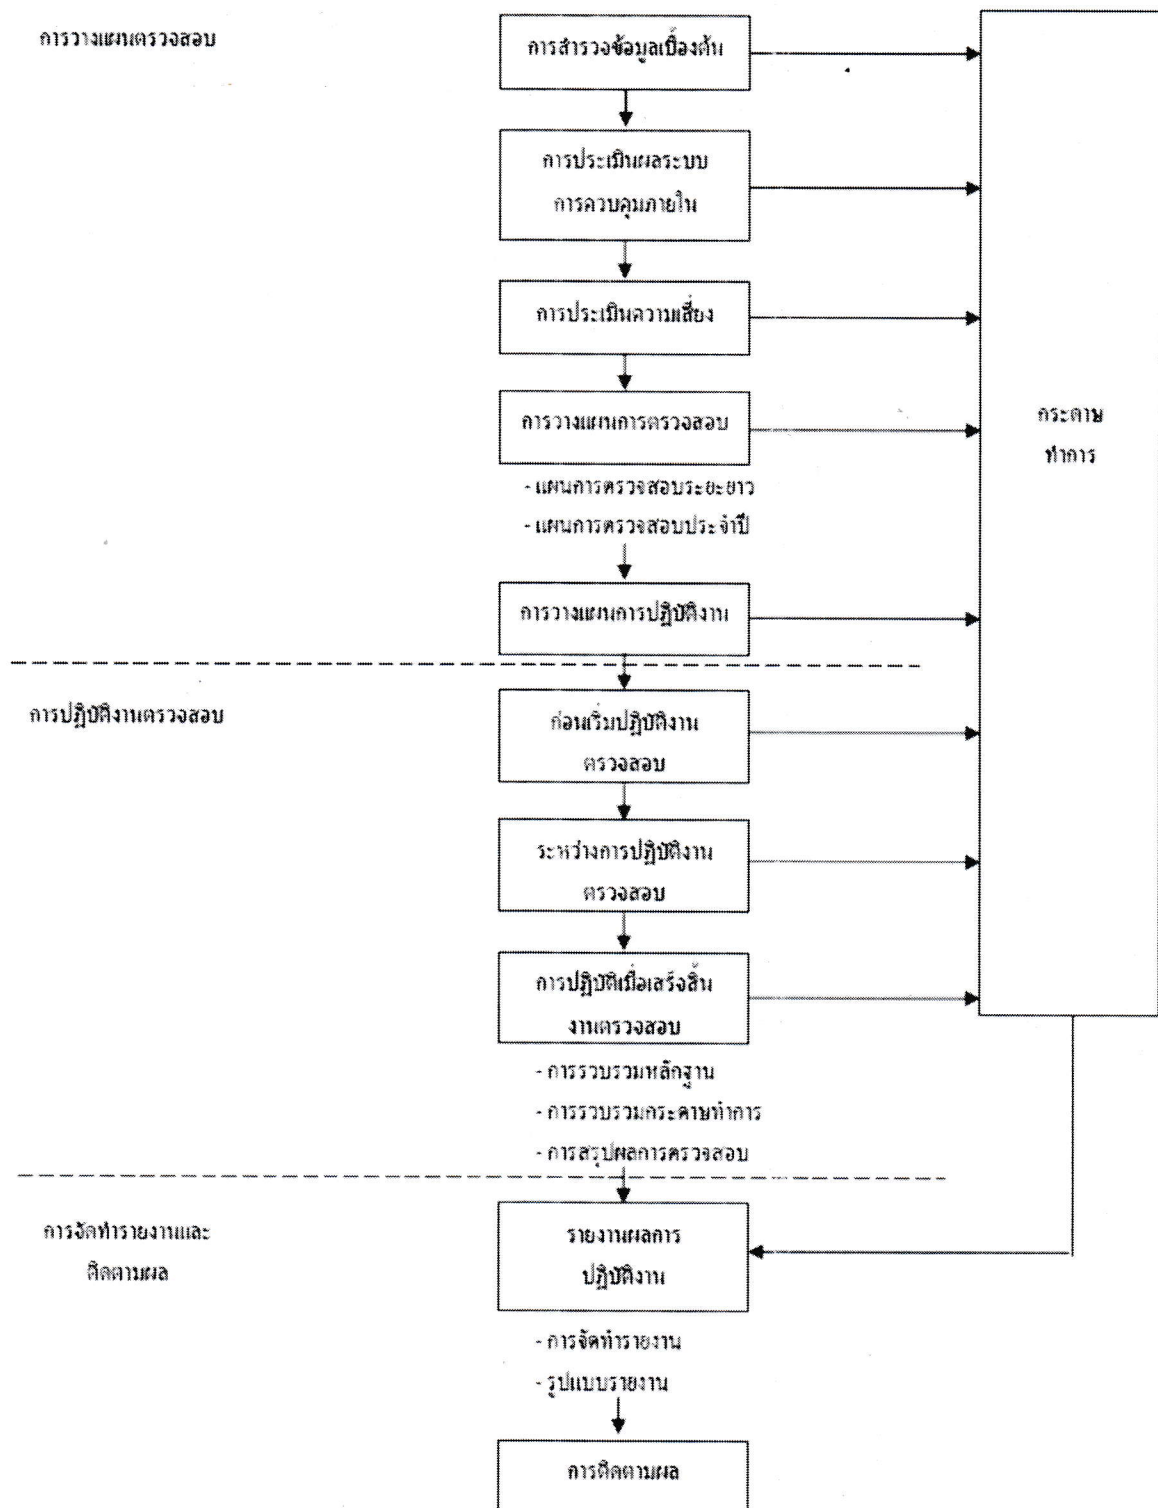 การวางแผนตรวจสอบ
การสำรวจข้อมูลเบื้องต้น
การประเมินผลระบบ
การควบคุมภายใน
การประเมินความเสี่ยง
การวางแผนการตรวจสอบ
- แผนการตรวจสอบระยะยาว
- แผนการตรวจสอบประจำปี
การวางแผนการปฏิบัติงาน
กระดาษ
ทำการ
การปฏิบัติงานตรวจสอบ
ก่อนเริ่มปฏิบัติงาน
ตรวจสอบ
ระหว่างการปฏิบัติงาน
ตรวจสอบ
การปฏิบัติเมื่อเสร็จสิ้น
งานตรวจสอบ
- การรวบรวมหลักฐาน
- การรวบรวมกระดาษทำการ
- การสรุปผลการตรวจสอบ
การจัดทำรายงานและ
ติดตามผล
รายงานผลการ
ปฏิบัติงาน
- การจัดทำรายงาน
- รูปแบบรายงาน
การติดตามผล